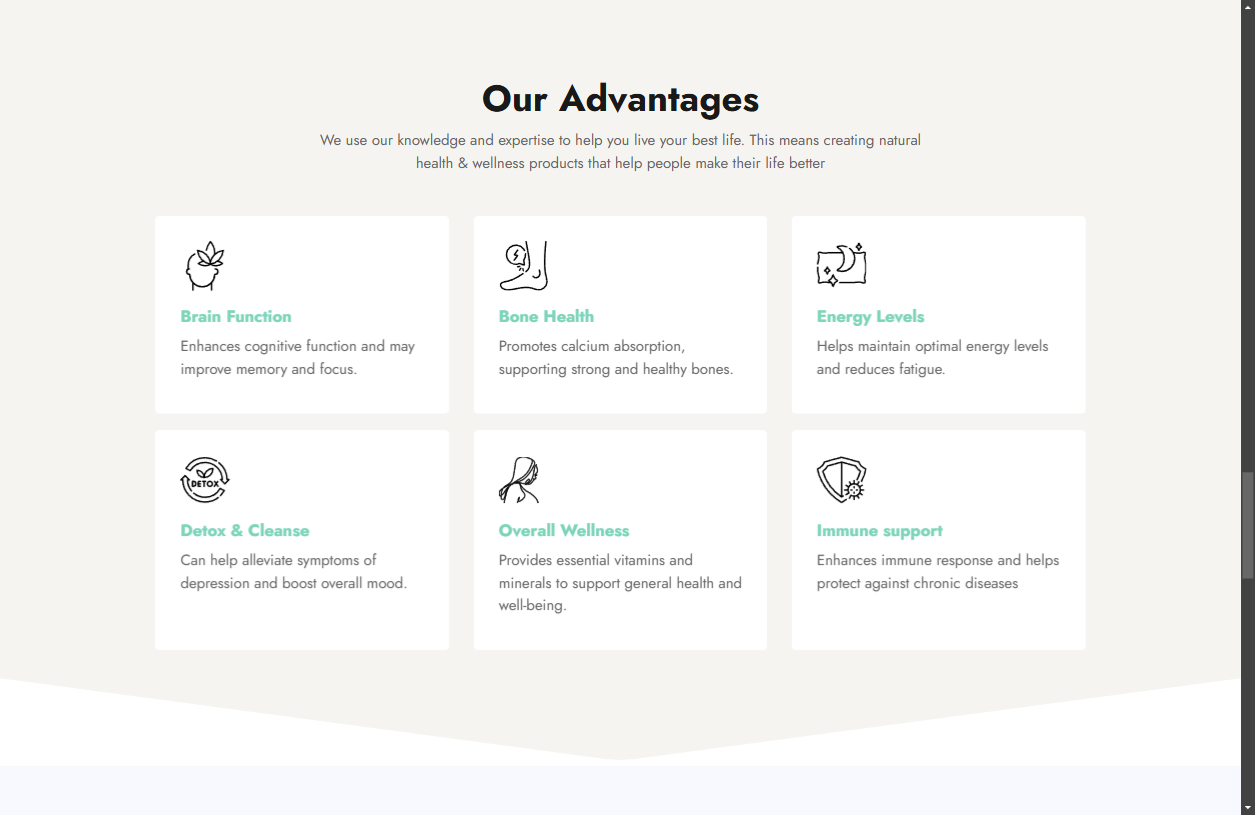 Our Advantages
We use our knowledge and expertise to help you live your best life. This means creating natural
health & wellness products that help people make their life better
Brain Function
Enhances cognitive function and may
improve memory and focus.
Bone Health
Promotes calcium absorption,
supporting strong and healthy bones.
Energy Levels
Helps maintain optimal energy levels
and reduces fatigue.
DETOX
Detox & Cleanse
Can help alleviate symptoms of
depression and boost overall mood.
Overall Wellness
Provides essential vitamins and
minerals to support general health and
well-being.
Immune support
Enhances immune response and helps
protect against chronic diseases